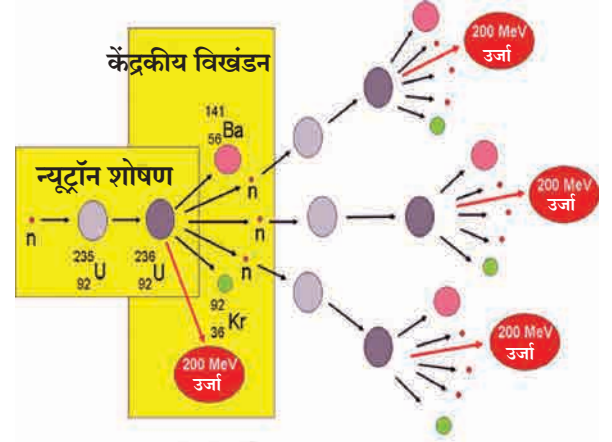 केंद्रकीय विखंडन
200 MeV
उर्जा
141
56 Ba
न्यूट्रॉन शोषण
n
n
n
n
235
92 U
236
92 U
92
36 Kr
200 MeV
उर्जा
200 MeV
उर्जा
200 MeV
उर्जा